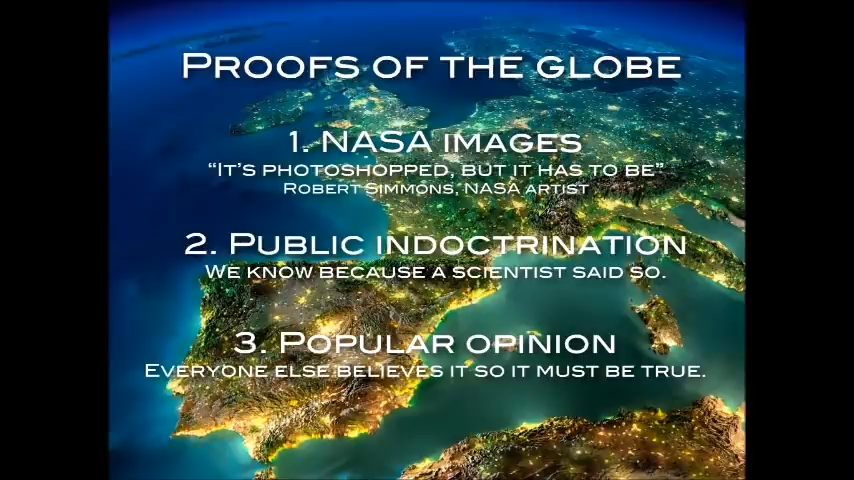 PROOFS OF THE GLOBE
1. NASA IMAGES
“IT'S PHOTOSHOPPED, BUT IT HAS TO BE”
ROBERT SIMMONS, NASA ARTIST
2. PUBLIC INDOCTRINATION
WE KNOW BECAUSE A SCIENTIST SAID SO.
3. POPULAR OPINION
EVERYONE ELSE BELIEVES IT SO IT MUST BE TRUE.